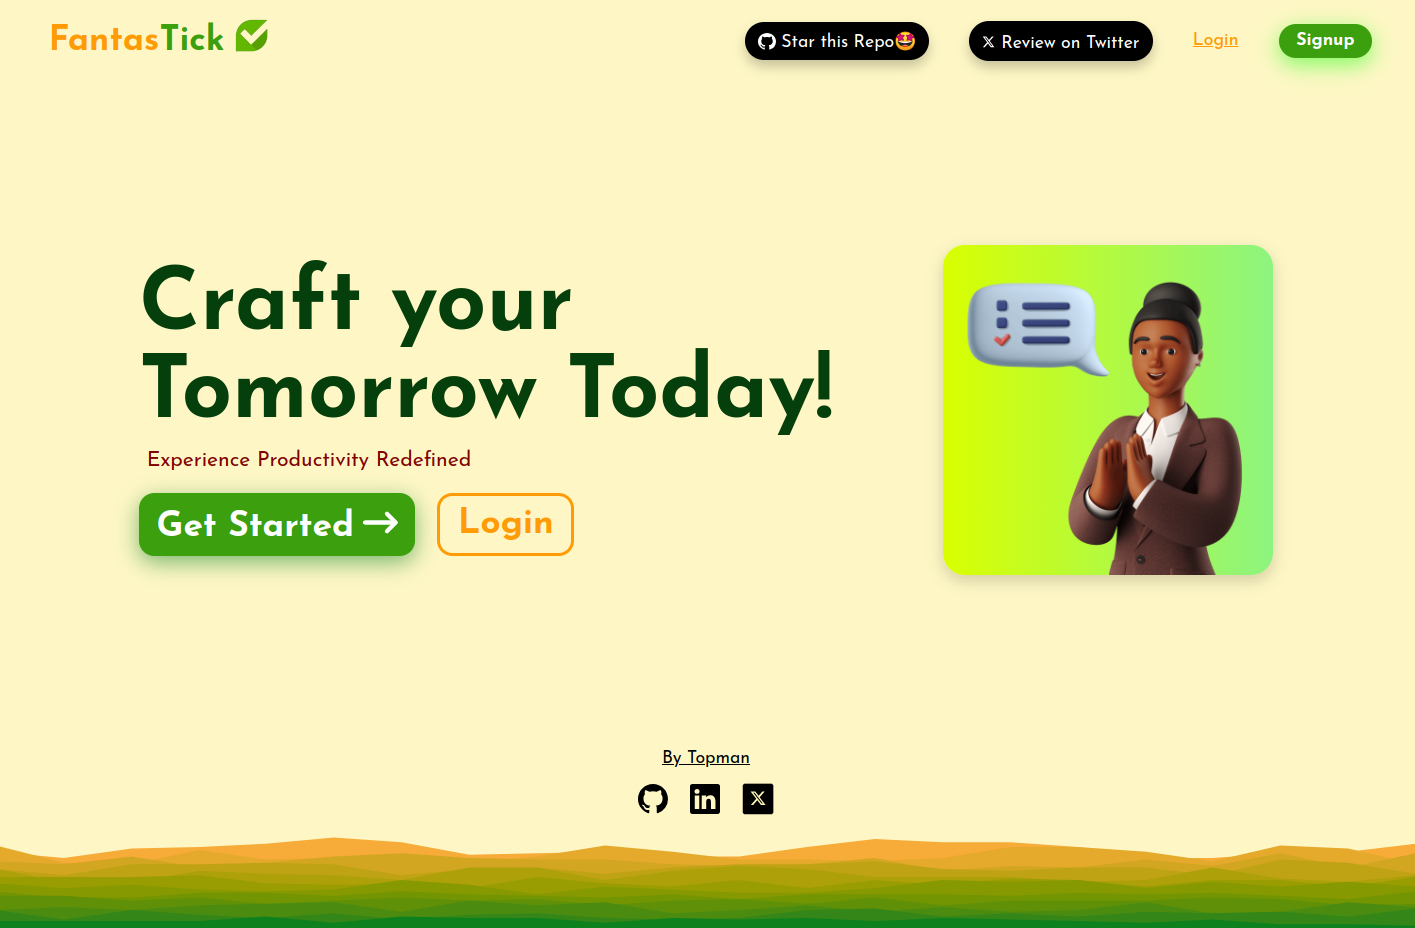 FantasTick
Star this Repo🤩
Review on Twitter
Login
Signup
Craft your
Tomorrow Today!
Experience Productivity Redefined
Get Started →
Login
By Topman
in
X